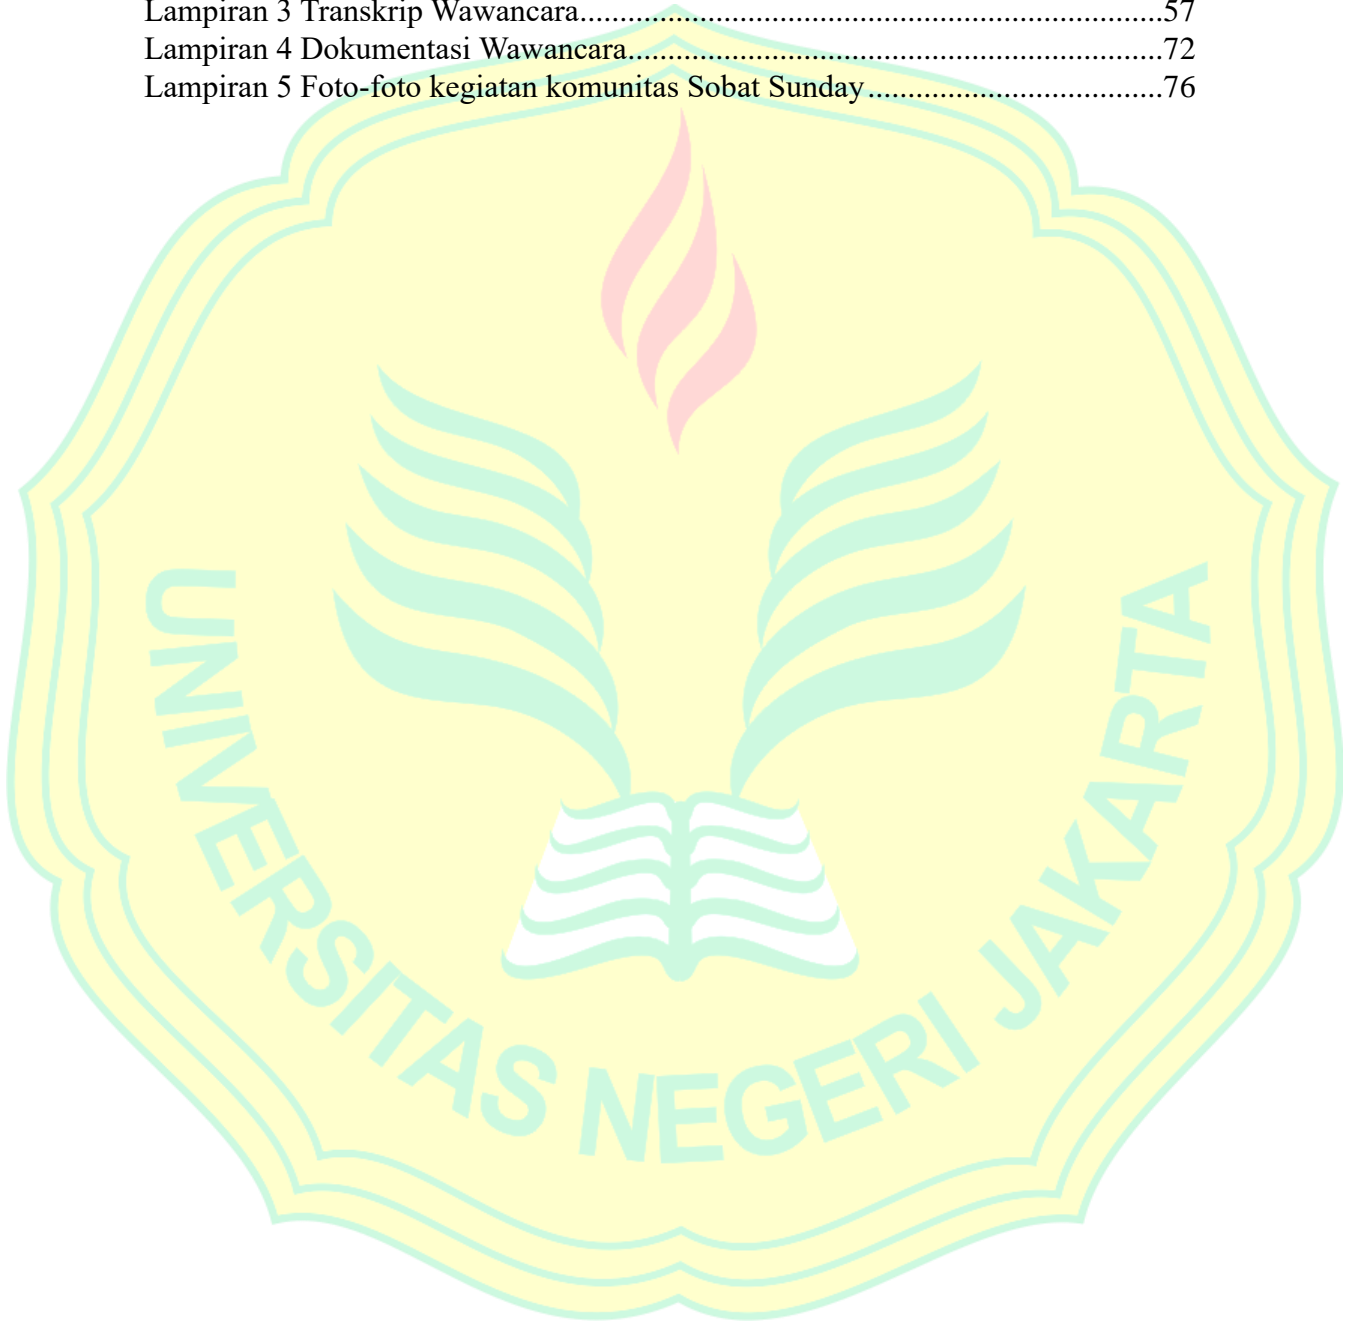 Lampiran 3 Transkrip Wawancara.........................................................................57
Lampiran 4 Dokumentasi Wawancara...................................................................72
Lampiran 5 Foto-foto kegiatan komunitas Sobat Sunday.....................................76
UNIVERSITAS NEGERI JAKARTA